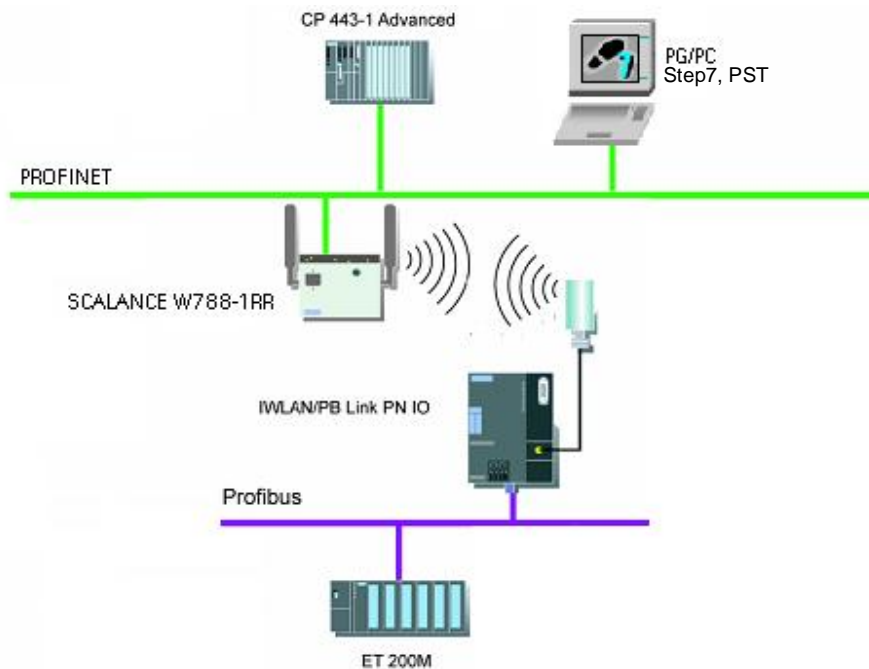 CP 443-1 Advanced
PG/PC
Step7, PST
PROFINET
SCALANCE W788-1RR
IWLAN/PB Link PN IO
Profibus
ET 200M